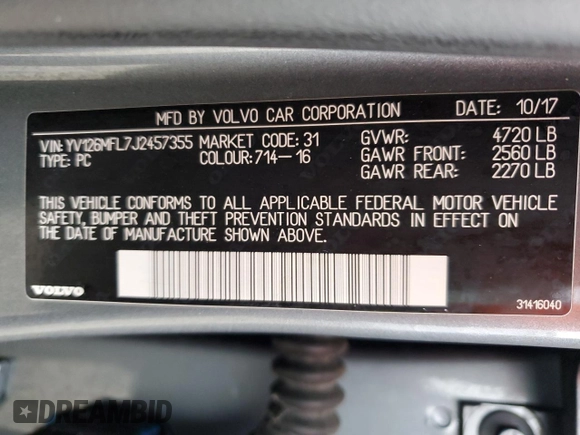 MFD BY VOLVO CAR CORPORATION DATE: 10/17
VIN: YV126MFL7J2457355 MARKET CODE: 31 GVWR: 4720 LB
TYPE: PC COLOUR: 714-16 GAWR FRONT: 2560 LB
GAWR REAR: 2270 LB
THIS VEHICLE CONFORMS TO ALL APPLICABLE FEDERAL MOTOR VEHICLE
SAFETY, BUMPER AND THEFT PREVENTION STANDARDS IN EFFECT ON
THE DATE OF MANUFACTURE SHOWN ABOVE.
VOLVO 31416040
DREAMBID